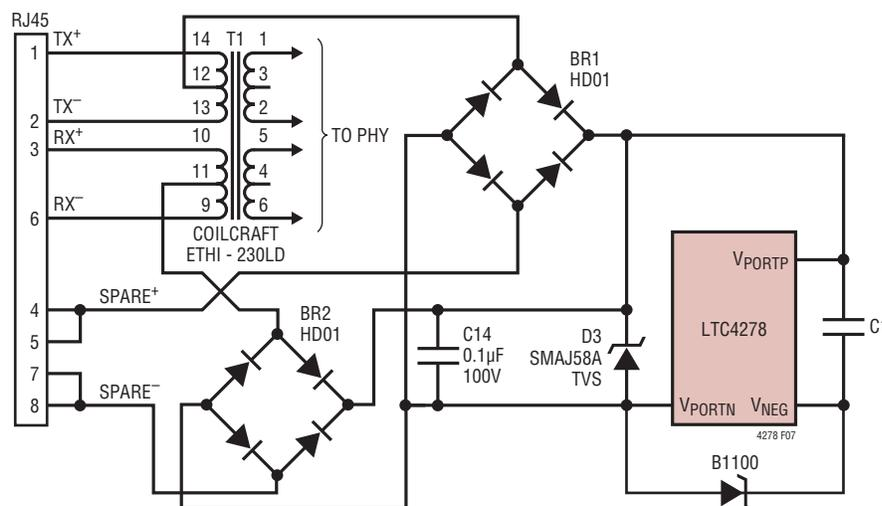 RJ45
1
TX+
2
TX−
3
RX+
6
RX−
4
SPARE+
5
7
SPARE−
8
14 T1 1
12 3
13 2
10 5
11 4
9 6
TO PHY
COILCRAFT
ETHI - 230LD
BR1
HD01
BR2
HD01
C14
0.1µF
100V
D3
SMAJ58A
TVS
VPORTP
LTC4278
VPORTN VNEG
4278 F07
B1100